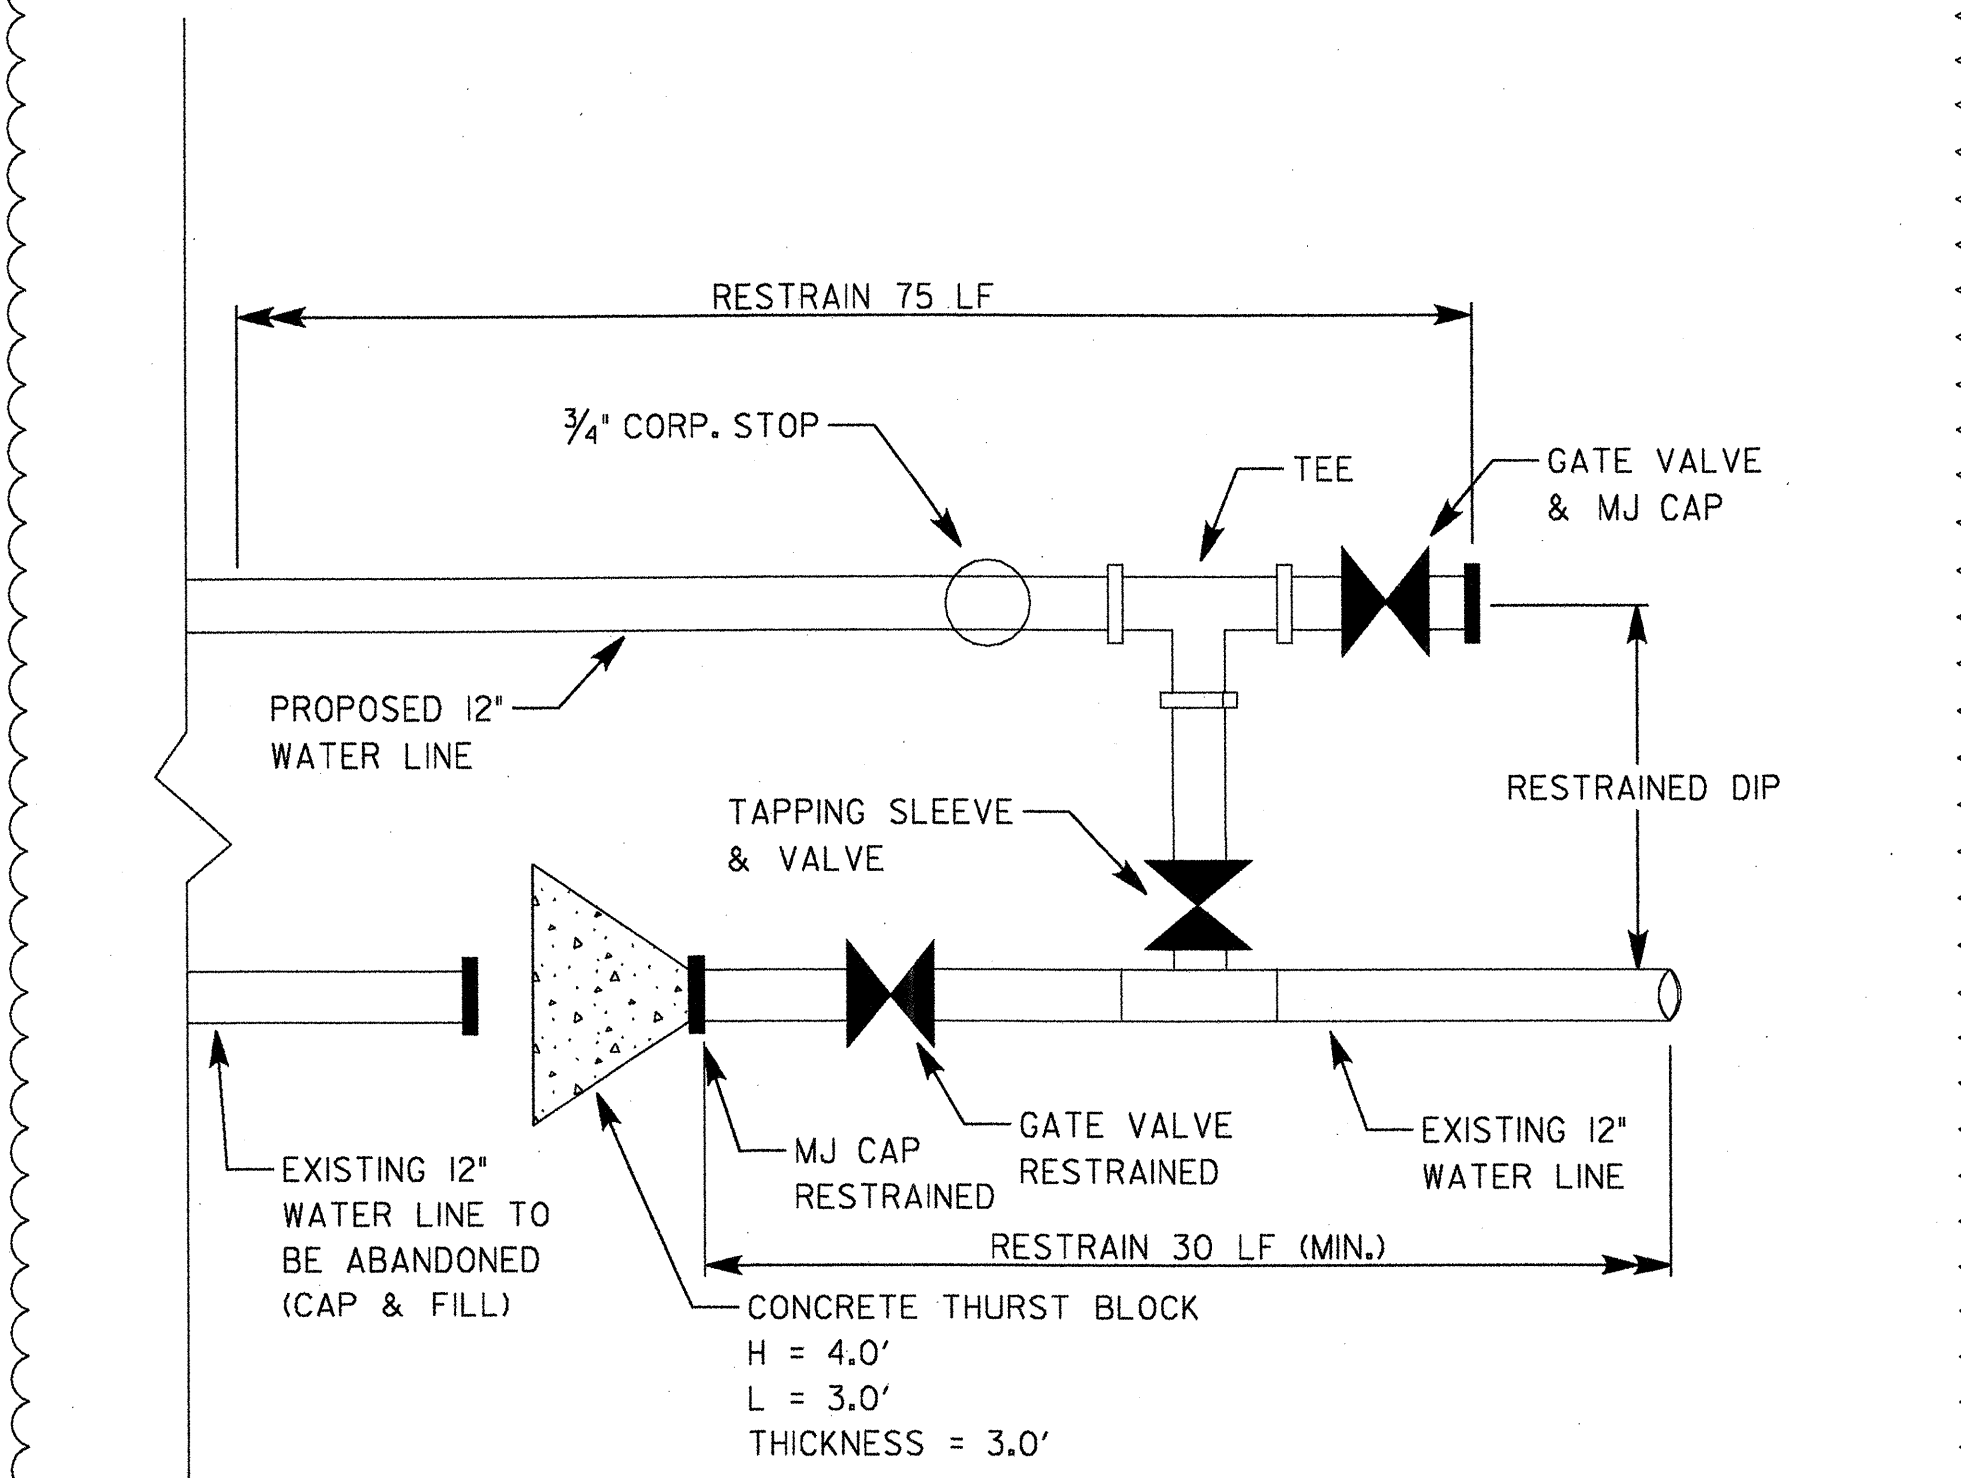 RESTRAIN 75 LF
3/4" CORP. STOP
TEE
GATE VALVE
& MJ CAP
PROPOSED 12"
WATER LINE
RESTRAINED DIP
TAPPING SLEEVE
& VALVE
EXISTING 12"
WATER LINE TO
BE ABANDONED
(CAP & FILL)
MJ CAP
RESTRAINED
GATE VALVE
RESTRAINED
EXISTING 12"
WATER LINE
RESTRAIN 30 LF (MIN.)
CONCRETE THURST BLOCK
H = 4.0'
L = 3.0'
THICKNESS = 3.0'